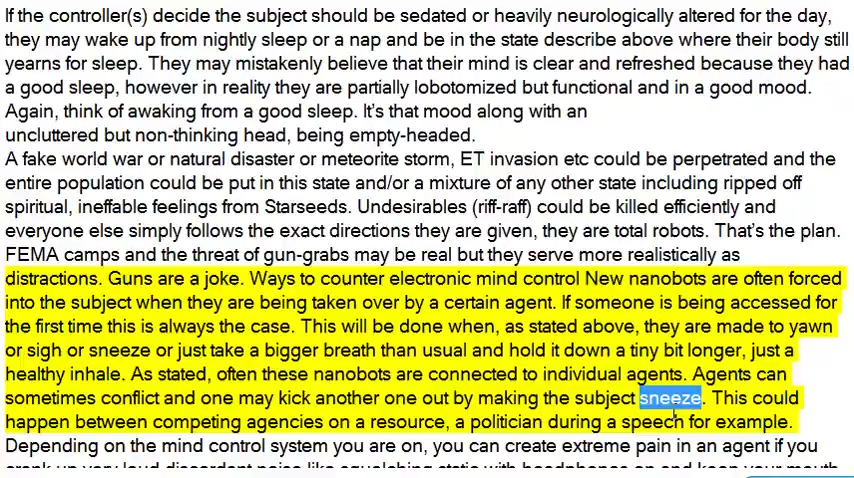 If the controller(s) decide the subject should be sedated or heavily neurologically altered for the day,
they may wake up from nightly sleep or a nap and be in the state describe above where their body still
yearns for sleep. They may mistakenly believe that their mind is clear and refreshed because they had
a good sleep, however in reality they are partially lobotomized but functional and in a good mood.
Again, think of awaking from a good sleep. It's that mood along with an
uncluttered but non-thinking head, being empty-headed.
A fake world war or natural disaster or meteorite storm, ET invasion etc could be perpetrated and the
entire population could be put in this state and/or a mixture of any other state including ripped off
spiritual, ineffable feelings from Starseeds. Undesirables (riff-raff) could be killed efficiently and
everyone else simply follows the exact directions they are given, they are total robots. That's the plan.
FEMA camps and the threat of gun-grabs may be real but they serve more realistically as
distractions. Guns are a joke. Ways to counter electronic mind control New nanobots are often forced
into the subject when they are being taken over by a certain agent. If someone is being accessed for
the first time this is always the case. This will be done when, as stated above, they are made to yawn
or sigh or sneeze or just take a bigger breath than usual and hold it down a tiny bit longer, just a
healthy inhale. As stated, often these nanobots are connected to individual agents. Agents can
sometimes conflict and one may kick another one out by making the subject sneeze. This could
happen between competing agencies on a resource, a politician during a speech for example.
Depending on the mind control system you are on, you can create extreme pain in an agent if you
crank up very loud discordant noise like squelching static with headphones on and keep your mouth